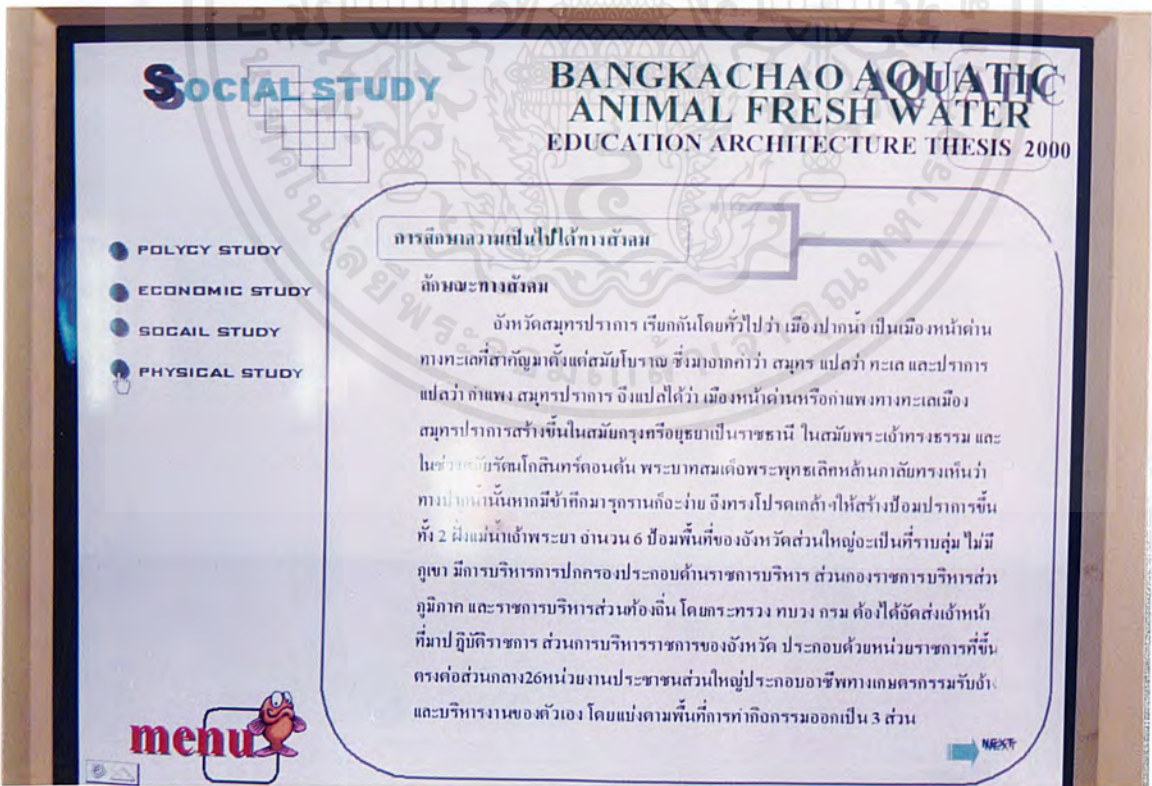 SOCIAL STUDY
BANGKACHAO AQUATIC
ANIMAL FRESH WATER
EDUCATION ARCHITECTURE THESIS 2000
POLYCY STUDY
ECONOMIC STUDY
SOCAIL STUDY
PHYSICAL STUDY
การศึกษาความเป็นไปได้ทางสังคม
ลักษณะทางสังคม
จังหวัดสมุทรปราการ เรียกกันโดยทั่วไปว่า เมืองปากน้ำ เป็นเมืองหน้าด่าน
ทางทะเลที่สำคัญมาตั้งแต่สมัยโบราณ ซึ่งมาจากคำว่า สมุทร แปลว่า ทะเล และปราการ
แปลว่า กำแพง สมุทรปราการ จึงแปลได้ว่า เมืองหน้าด่านหรือกำแพงทางทะเลเมือง
สมุทรปราการสร้างขึ้นในสมัยกรุงศรีอยุธยาเป็นราชธานี ในสมัยพระเจ้าทรงธรรม และ
ในช่วงสมัยรัตนโกสินทร์ตอนต้น พระบาทสมเด็จพระพุทธเลิศหล้านภาลัยทรงเห็นว่า
ทางปากน้ำนั้นหากมีข้าศึกมารุกรานก็จะง่าย จึงทรงโปรดเกล้าฯให้สร้างป้อมปราการขึ้น
ทั้ง 2 ฝั่งแม่น้ำเจ้าพระยา จำนวน 6 ป้อมพื้นที่ของจังหวัดส่วนใหญ่จะเป็นที่ราบลุ่ม ไม่มี
ภูเขา มีการบริหารการปกครองประกอบด้านราชการบริหาร ส่วนกองราชการบริหารส่วน
ภูมิภาค และราชการบริหารส่วนท้องถิ่น โดยกระทรวง ทบวง กรม ต้องได้จัดส่งเจ้าหน้า
ที่มาปฏิบัติราชการ ส่วนการบริหารราชการของจังหวัด ประกอบด้วยหน่วยราชการที่ขึ้น
ตรงต่อส่วนกลาง26หน่วยงานประชาชนส่วนใหญ่ประกอบอาชีพทางเกษตรกรรมรับจ้าง
และบริหารงานของตัวเอง โดยแบ่งตามพื้นที่การทำกิจกรรมออกเป็น 3 ส่วน
menu
NEXT